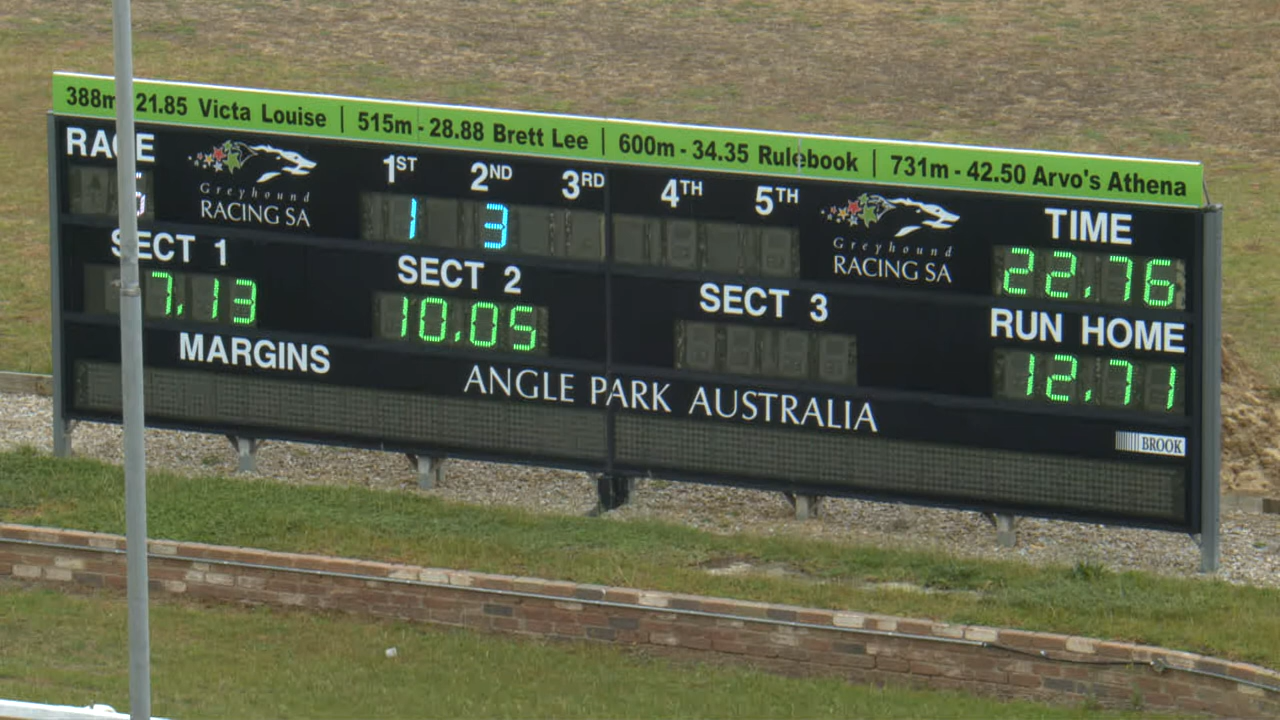 388m 21.85 Victa Louise | 515m - 28.88 Brett Lee | 600m - 34.35 Rulebook | 731m - 42.50 Arvo's Athena
RACE
Greyhound
RACING SA
1ST 2ND 3RD 4TH 5TH
1 3
Greyhound
RACING SA
TIME
22.76
SECT 1
7.13
SECT 2
10.05
SECT 3
RUN HOME
12.71
MARGINS
ANGLE PARK AUSTRALIA
BROOK